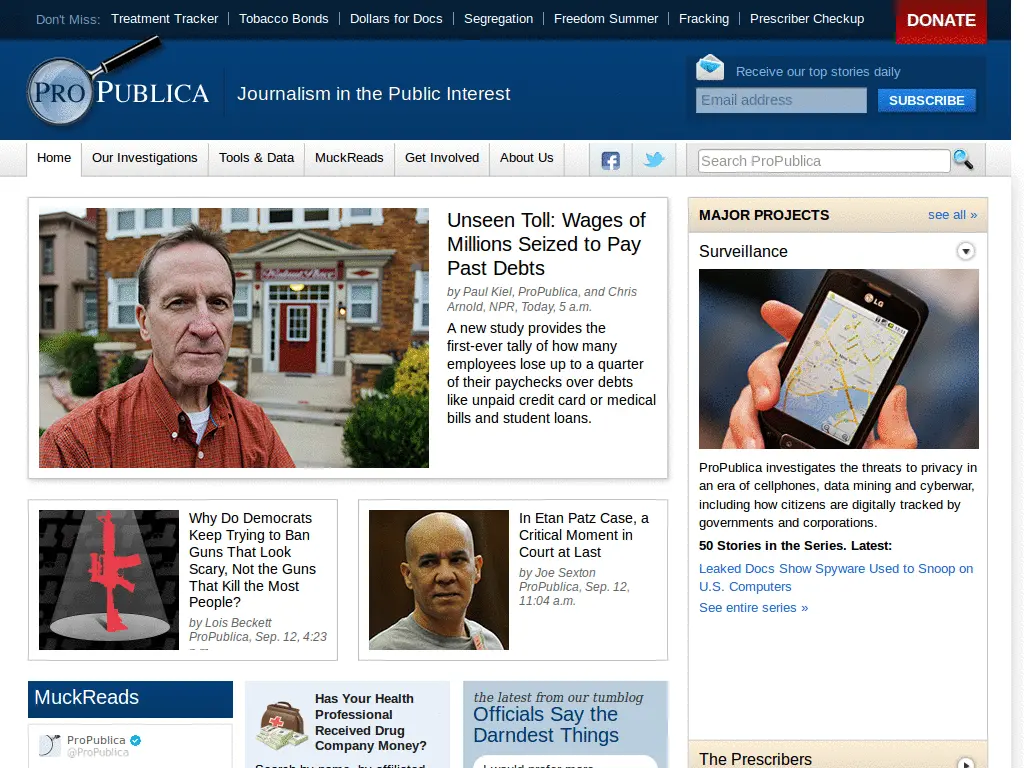 Don't Miss: Treatment Tracker Tobacco Bonds Dollars for Docs Segregation Freedom Summer Fracking Prescriber Checkup DONATE
PROPUBLICA
Journalism in the Public Interest
Receive our top stories daily
Email address SUBSCRIBE
Home Our Investigations Tools & Data MuckReads Get Involved About Us
Search ProPublica
Unseen Toll: Wages of
Millions Seized to Pay
Past Debts
by Paul Kiel, ProPublica, and Chris
Arnold, NPR, Today, 5 a.m.
A new study provides the
first-ever tally of how many
employees lose up to a quarter
of their paychecks over debts
like unpaid credit card or medical
bills and student loans.
MAJOR PROJECTS see all »
Surveillance
LG
ProPublica investigates the threats to privacy in
an era of cellphones, data mining and cyberwar,
including how citizens are digitally tracked by
governments and corporations.
50 Stories in the Series. Latest:
Leaked Docs Show Spyware Used to Snoop on
U.S. Computers
See entire series »
The Prescribers
Why Do Democrats
Keep Trying to Ban
Guns That Look
Scary, Not the Guns
That Kill the Most
People?
by Lois Beckett
ProPublica, Sep. 12, 4:23
In Etan Patz Case, a
Critical Moment in
Court at Last
by Joe Sexton
ProPublica, Sep. 12,
11:04 a.m.
MuckReads
ProPublica
@ProPublica
Has Your Health
Professional
Received Drug
Company Money?
Search by name, by affiliated
the latest from our tumblog
Officials Say the
Darndest Things
I would prefer more